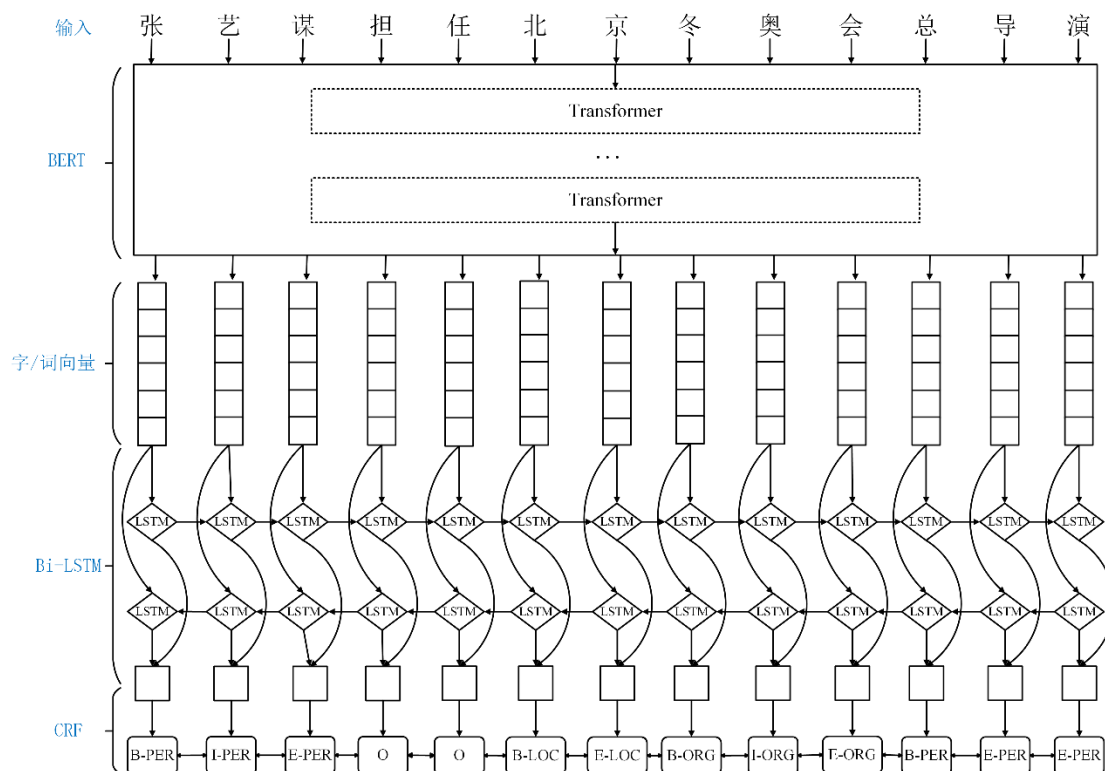 输入 张 艺 谋 担 任 北 京 冬 奥 会 总 导 演
Transformer
...
BERT
Transformer
字/词向量
LSTM LSTM LSTM LSTM LSTM LSTM LSTM LSTM LSTM LSTM LSTM LSTM LSTM
Bi-LSTM
LSTM LSTM LSTM LSTM LSTM LSTM LSTM LSTM LSTM LSTM LSTM LSTM LSTM
CRF
B-PER I-PER E-PER O O B-LOC E-LOC B-ORG I-ORG E-ORG B-PER E-PER E-PER